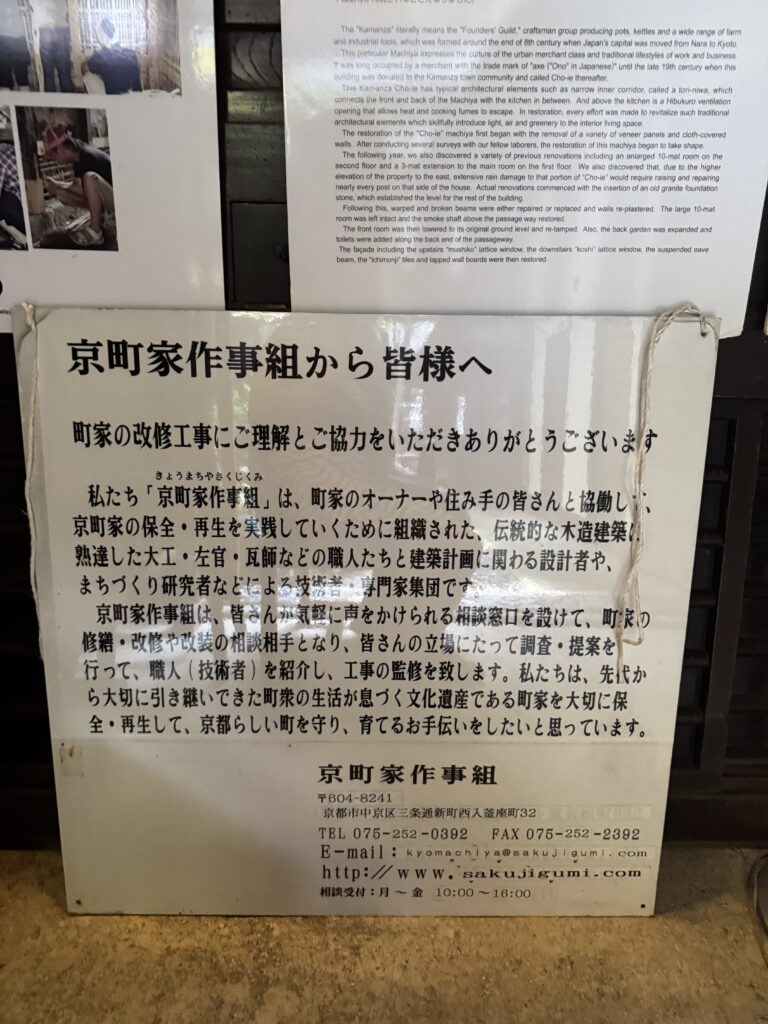 The "Kamanza" literally means the "Founders' Guild," craftsman group producing pots, kettles and a wide range of farm
and industrial tools, which was formed around the end of 8th century when Japan's capital was moved from Nara to Kyoto.
This particular Machiya expresses the culture of the urban merchant class and traditional lifestyles of work and business.
It was long occupied by a merchant with the trade mark of "axe ("Ono" in Japanese)" until the late 19th century when this
building was donated to the Kamanza town community and called Cho-ie thereafter.
This Kamanza Cho-ie has typical architectural elements such as narrow inner corridor, called a tori-niwa, which
connects the front and back of the Machiya with the kitchen in between. And above the kitchen is a Hibukuro ventilation
opening that allows heat and cooking fumes to escape. In restoration, every effort was made to revitalize such traditional
architectural elements which skillfully introduce light, air and greenery to the interior living space.
The restoration of the "Cho-ie" machiya first began with the removal of a variety of veneer panels and cloth-covered
walls. After conducting several surveys with our fellow laborers, the restoration of this machiya began to take shape.
The following year, we also discovered a variety of previous renovations including an enlarged 10-mat room on the
second floor and a 3-mat extension to the main room on the first floor. We also discovered that, due to the higher
elevation of the property to the east, extensive rain damage to that portion of "Cho-ie" would require raising and repairing
nearly every post on that side of the house. Actual renovations commenced with the insertion of an old granite foundation
stone, which established the level for the rest of the building.
Following this, warped and broken beams were either repaired or replaced and walls re-plastered. The large 10-mat
room was left intact and the smoke shaft above the passage way restored.
The front room was then lowered to its original ground level and re-tamped. Also, the back garden was expanded and
toilets were added along the back end of the passageway.
The façade including the upstairs "mushiko" lattice window, the downstairs "koshi" lattice window, the suspended eave
beam, the "ichimonji" tiles and lapped wall boards were then restored.
京町家作事組から皆様へ
町家の改修工事にご理解とご協力をいただきありがとうございます
きょうまちやさくじくみ
私たち「京町家作事組」は、町家のオーナーや住み手の皆さんと協働して、
京町家の保全・再生を実践していくために組織された、伝統的な木造建築に
熟達した大工・左官・瓦師などの職人たちと建築計画に関わる設計者や、
まちづくり研究者などによる技術者・専門家集団です。
京町家作事組は、皆さんが気軽に声をかけられる相談窓口を設けて、町家の
修繕・改修や改装の相談相手となり、皆さんの立場にたって調査・提案を
行って、職人(技術者)を紹介し、工事の監修を致します。私たちは、先代か
ら大切に引き継いできた町衆の生活が息づく文化遺産である町家を大切に保
全・再生して、京都らしい町を守り、育てるお手伝いをしたいと思っています。
京町家作事組
〒604-8241
京都市中京区三条通新町西入釜座町32
TEL 075-252-0392 FAX 075-252-2392
E-mail：kyomachiya@sakujigumi.com
http://www.sakujigumi.com
相談受付：月～金 10:00～16:00